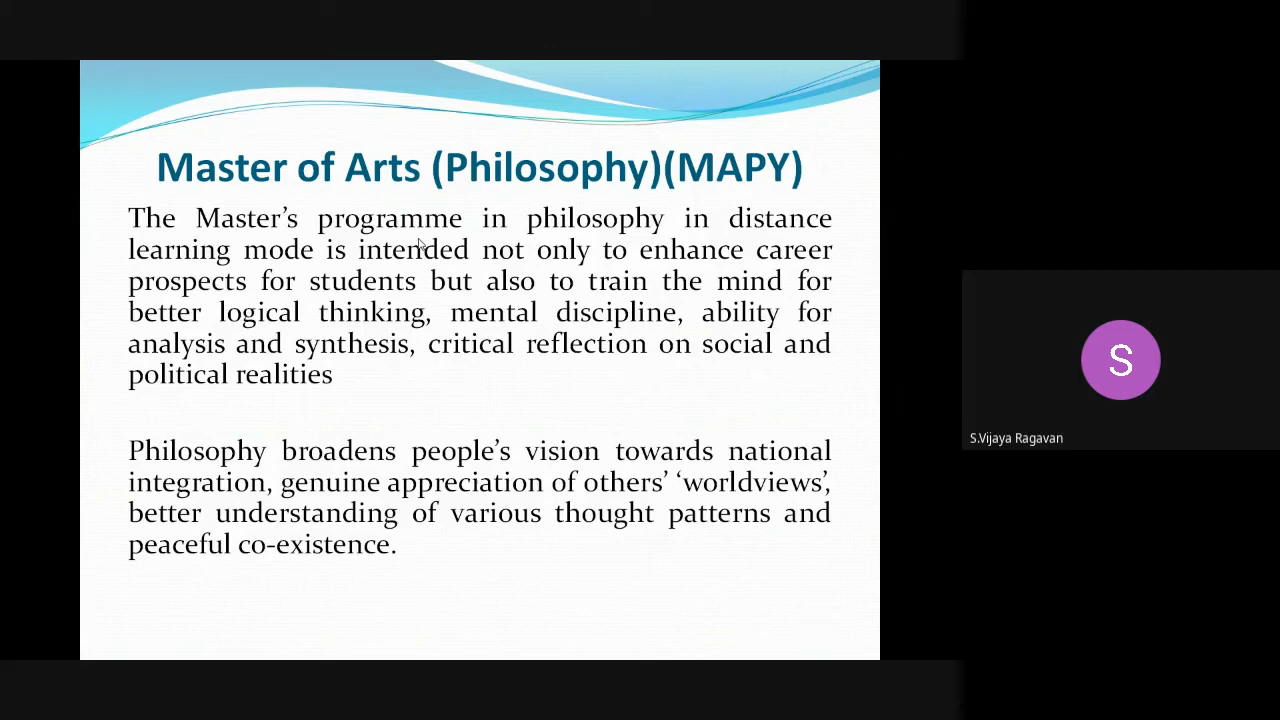 Master of Arts (Philosophy)(MAPY)
The Master's programme in philosophy in distance
learning mode is intended not only to enhance career
prospects for students but also to train the mind for
better logical thinking, mental discipline, ability for
analysis and synthesis, critical reflection on social and
political realities
Philosophy broadens people's vision towards national
integration, genuine appreciation of others' 'worldviews',
better understanding of various thought patterns and
peaceful co-existence.
S
S.Vijaya Ragavan